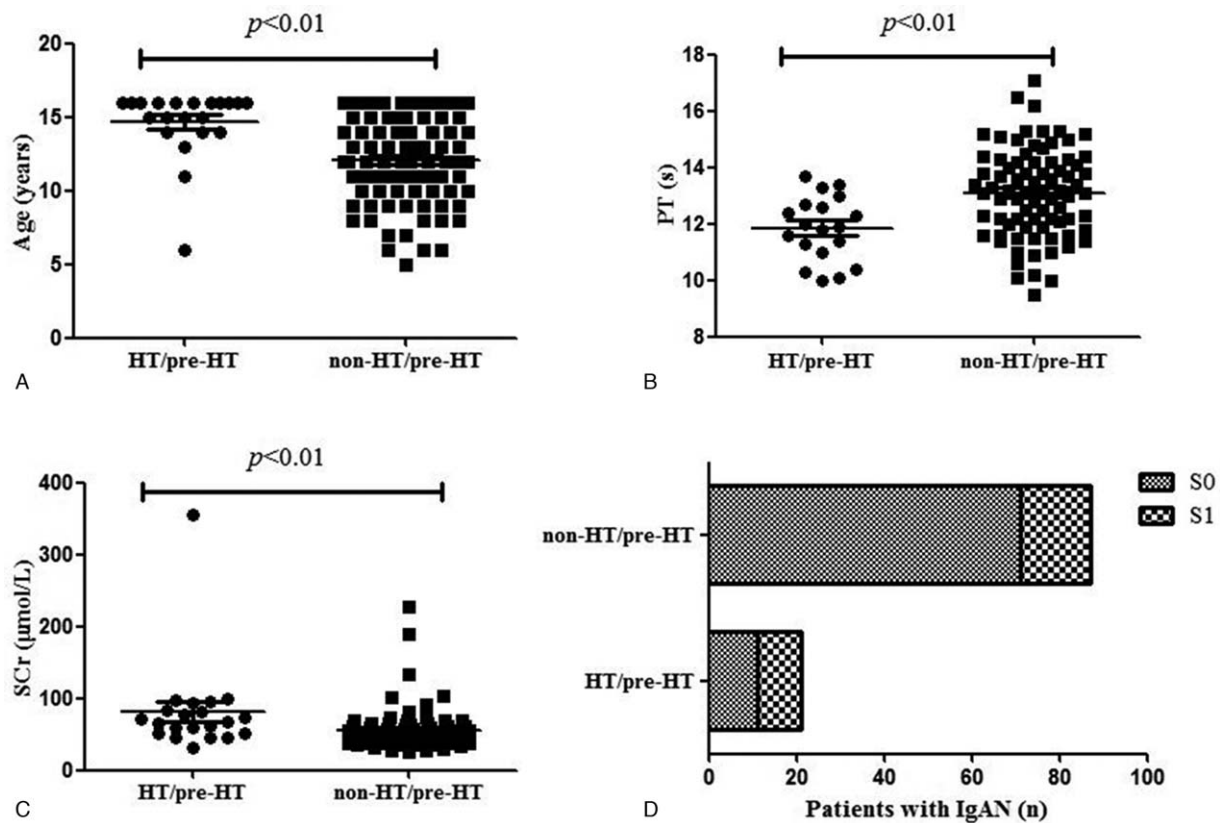 p<0.01
Age (years)
20
15
10
5
0
HT/pre-HT non-HT/pre-HT
A
p<0.01
PT (s)
18
16
14
12
10
8
HT/pre-HT non-HT/pre-HT
B
p<0.01
SCr (μmol/L)
400
300
200
100
0
HT/pre-HT non-HT/pre-HT
C
S0
S1
non-HT/pre-HT
HT/pre-HT
0 20 40 60 80 100
Patients with IgAN (n)
D